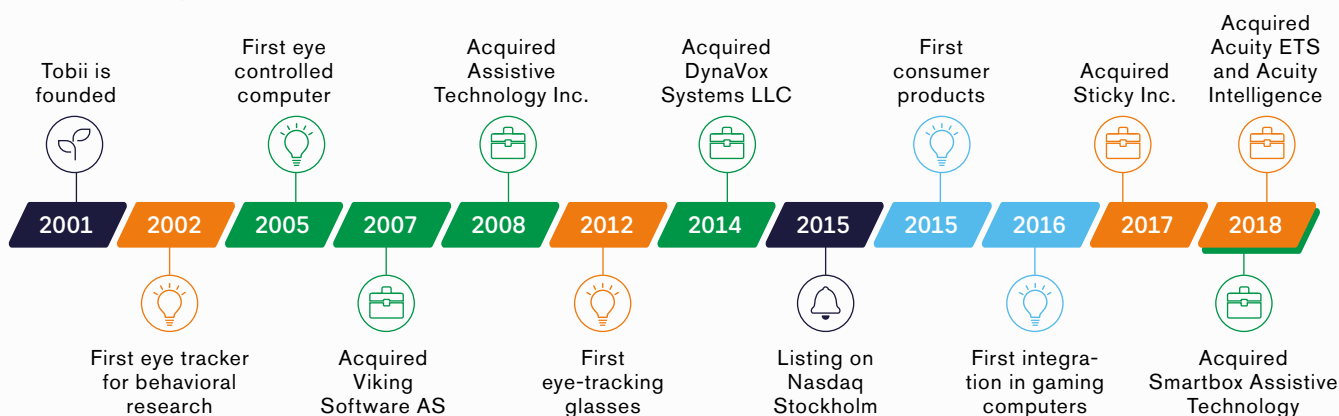 Tobii is
founded
First eye
controlled
computer
Acquired
Assistive
Technology Inc.
Acquired
DynaVox
Systems LLC
First
consumer
products
Acquired
Sticky Inc.
Acquired
Acuity ETS
and Acuity
Intelligence
2001
2002
2005
2007
2008
2012
2014
2015
2015
2016
2017
2018
First eye tracker
for behavioral
research
Acquired
Viking
Software AS
First
eye-tracking
glasses
Listing on
Nasdaq
Stockholm
First integra-
tion in gaming
computers
Acquired
Smartbox Assistive
Technology